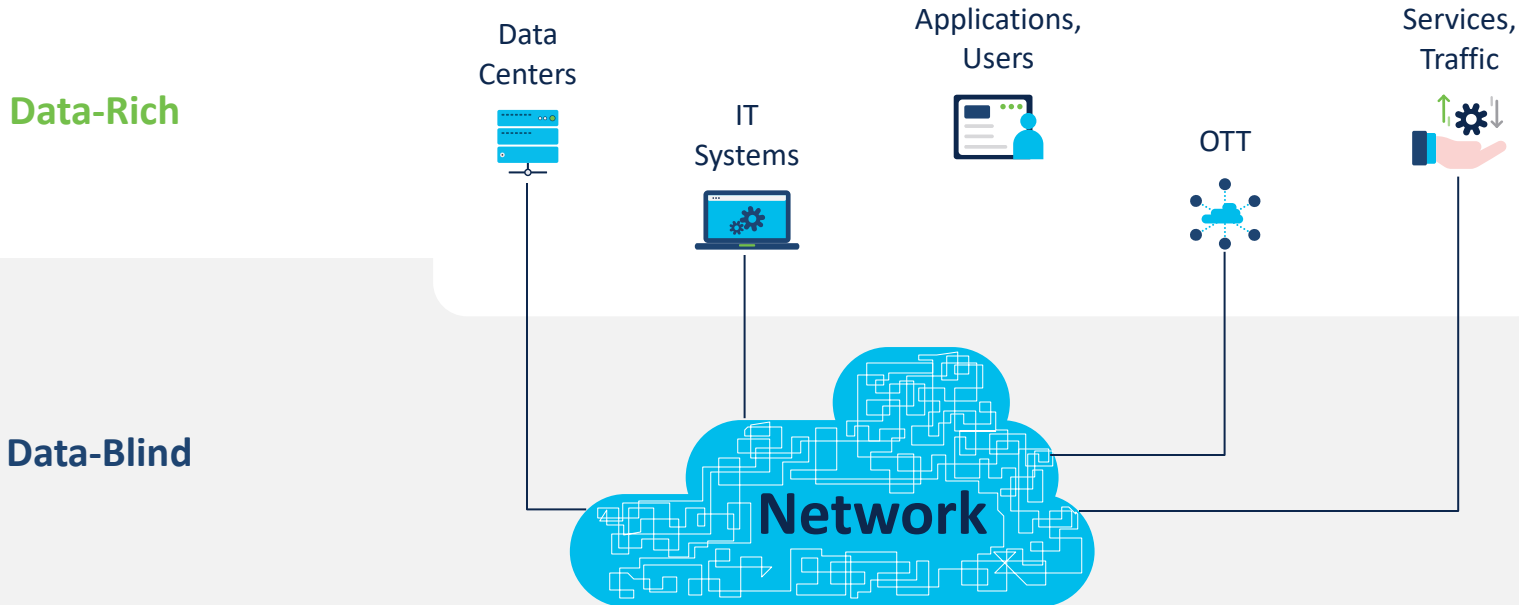 Data-Rich
Data
Centers
IT
Systems
Applications,
Users
OTT
Services,
Traffic
Data-Blind
Network